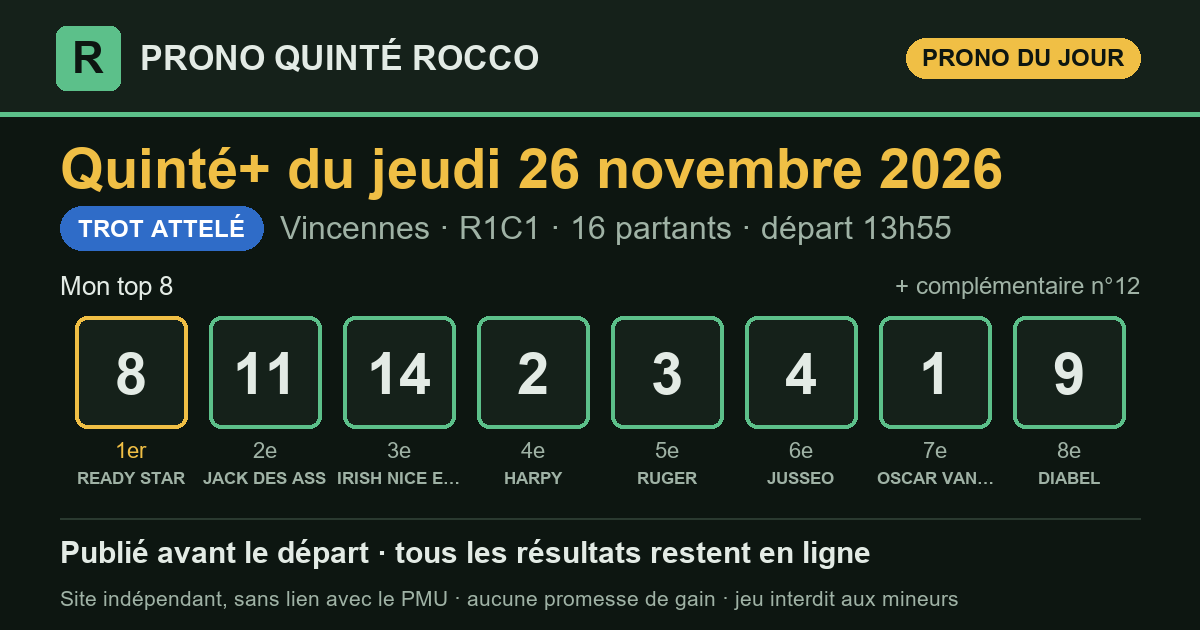 R PRONO QUINTÉ ROCCO PRONO DU JOUR
Quinté+ du jeudi 26 novembre 2026
TROT ATTELÉ Vincennes · R1C1 · 16 partants · départ 13h55
Mon top 8 + complémentaire n°12
8 11 14 2 3 4 1 9
1er 2e 3e 4e 5e 6e 7e 8e
READY STAR JACK DES ASS IRISH NICE E... HARPY RUGER JUSSEO OSCAR VAN... DIABEL
Publié avant le départ · tous les résultats restent en ligne
Site indépendant, sans lien avec le PMU · aucune promesse de gain · jeu interdit aux mineurs